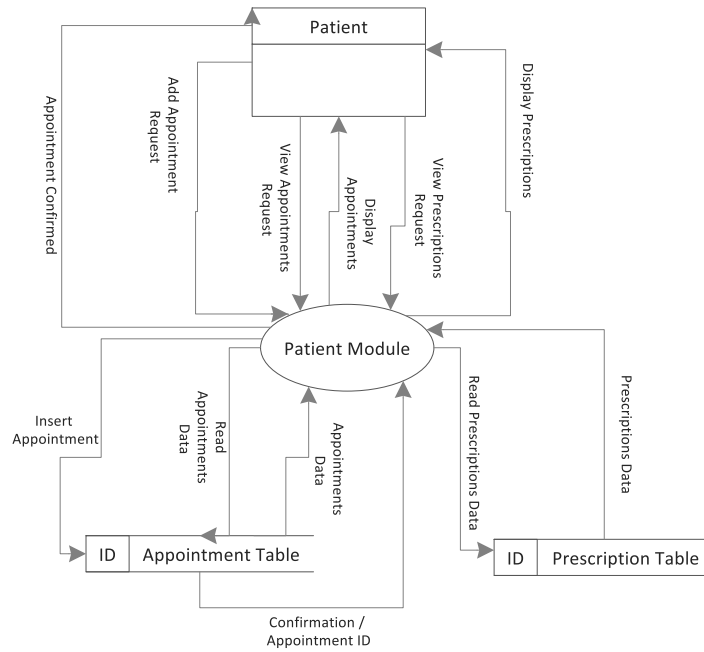 Patient
Appointment Confirmed
Add Appointment
Request
View Appointments
Request
Display
Appointments
View Prescriptions
Request
Display Prescriptions
Patient Module
Insert
Appointment
Read
Appointments
Data
Appointments
Data
Read Prescriptions Data
Prescriptions Data
ID
Appointment Table
ID
Prescription Table
Confirmation /
Appointment ID